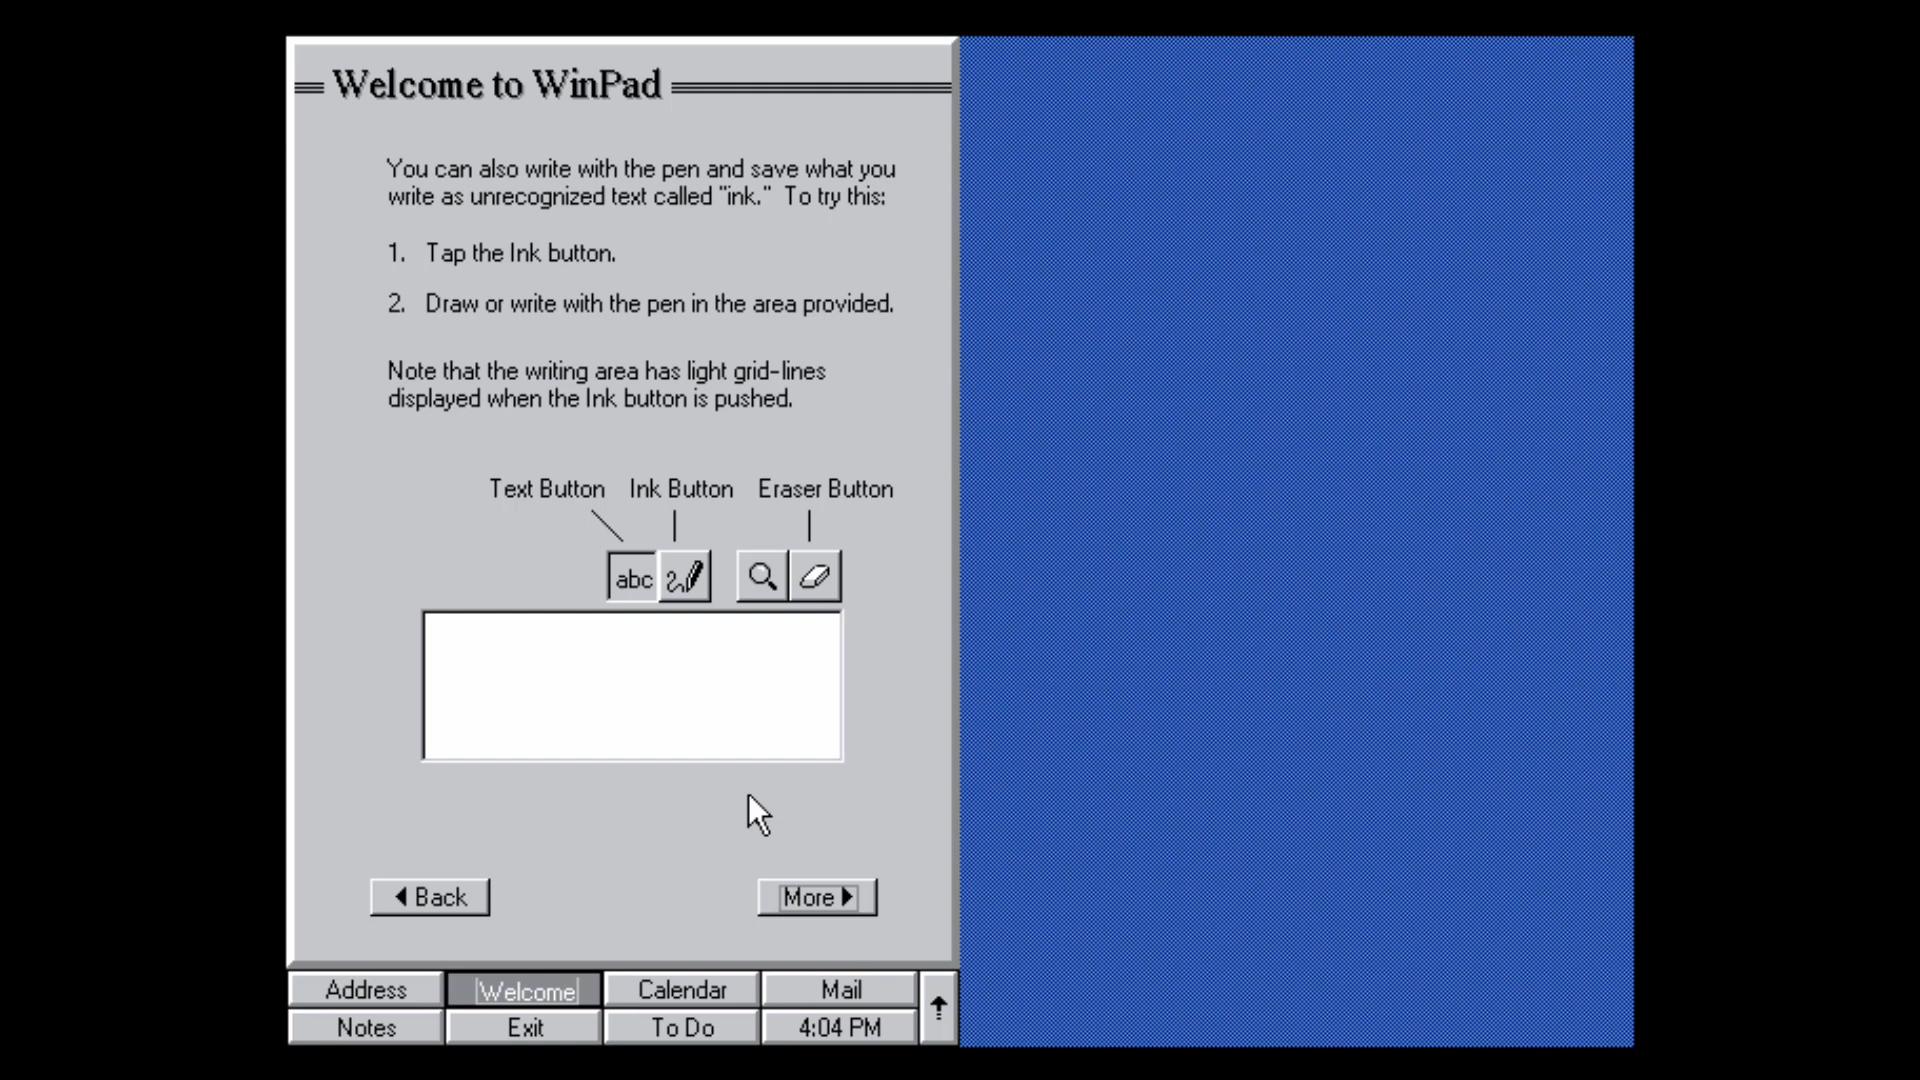 Welcome to WinPad
You can also write with the pen and save what you
write as unrecognized text called "ink."  To try this:
1. Tap the Ink button.
2. Draw or write with the pen in the area provided.
Note that the writing area has light grid-lines
displayed when the Ink button is pushed.
Text Button Ink Button Eraser Button
abc
Back More
Address Welcome Calendar Mail
Notes Exit To Do 4:04 PM